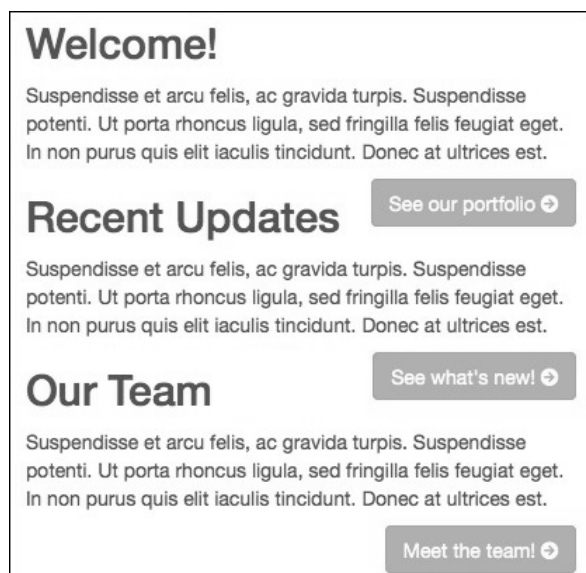 Welcome!
Suspendisse et arcu felis, ac gravida turpis. Suspendisse
potenti. Ut porta rhoncus ligula, sed fringilla felis feugiat eget.
In non purus quis elit iaculis tincidunt. Donec at ultrices est.
See our portfolio
Recent Updates
Suspendisse et arcu felis, ac gravida turpis. Suspendisse
potenti. Ut porta rhoncus ligula, sed fringilla felis feugiat eget.
In non purus quis elit iaculis tincidunt. Donec at ultrices est.
See what's new!
Our Team
Suspendisse et arcu felis, ac gravida turpis. Suspendisse
potenti. Ut porta rhoncus ligula, sed fringilla felis feugiat eget.
In non purus quis elit iaculis tincidunt. Donec at ultrices est.
Meet the team!